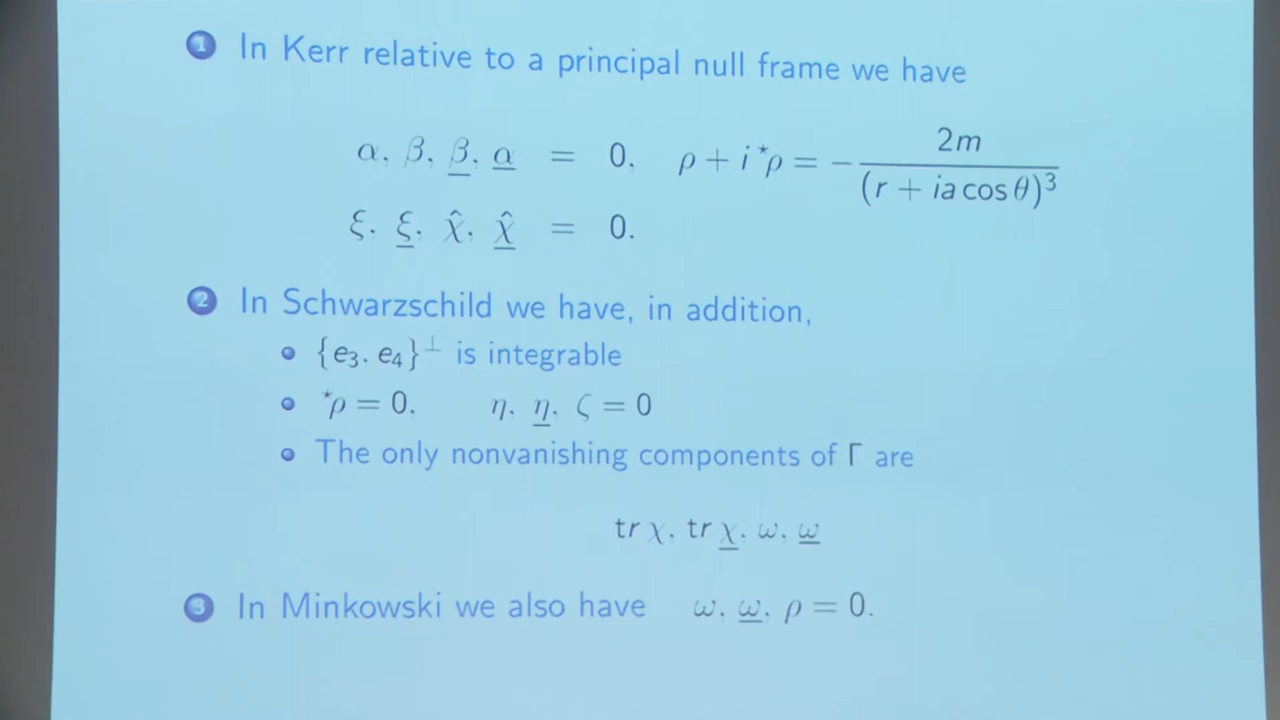 1 In Kerr relative to a principal null frame we have
α, β, β̲, α̲ = 0, ρ + i *ρ = − 2m / (r + ia cos θ)³
ξ, ξ̲, χ̂, χ̲̂ = 0.
2 In Schwarzschild we have, in addition,
• {e₃, e₄}⊥ is integrable
• *ρ = 0, η, η̲, ζ = 0
• The only nonvanishing components of Γ are
tr χ, tr χ̲, ω, ω̲
3 In Minkowski we also have ω, ω̲, ρ = 0.